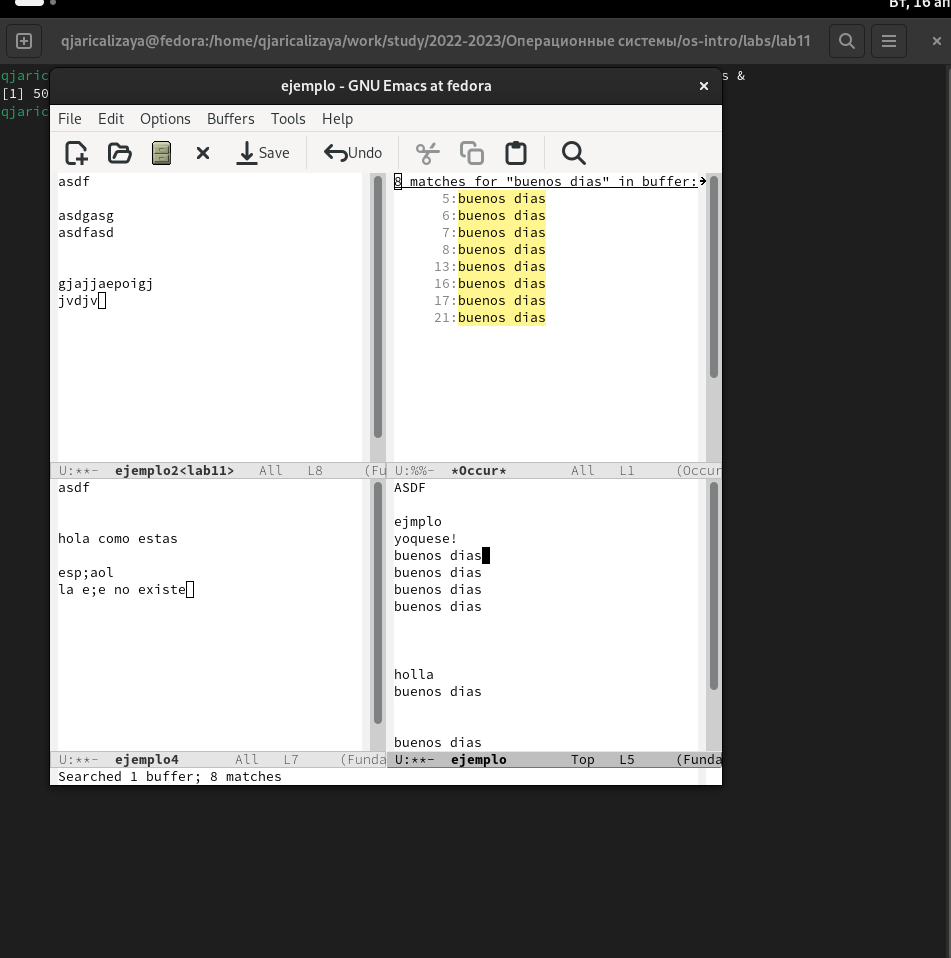 Вт, 16 ап
qjaricalizaya@fedora:/home/qjaricalizaya/work/study/2022-2023/Операционные системы/os-intro/labs/lab11
qjaric
s &
[1] 50
qjaric
ejemplo - GNU Emacs at fedora
File Edit Options Buffers Tools Help
Save Undo
asdf
asdgasg
asdfasd
gjajjaepoigj
jvdjv
U:**- ejemplo2<lab11> All L8 (Fu
8 matches for "buenos dias" in buffer:
5:buenos dias
6:buenos dias
7:buenos dias
8:buenos dias
13:buenos dias
16:buenos dias
17:buenos dias
21:buenos dias
U:%%- *Occur* All L1 (Occur
asdf
hola como estas
esp;aol
la e;e no existe
U:**- ejemplo4 All L7 (Funda
ASDF
ejmplo
yoquese!
buenos dias
buenos dias
buenos dias
buenos dias
holla
buenos dias
buenos dias
U:**- ejemplo Top L5 (Funda
Searched 1 buffer; 8 matches